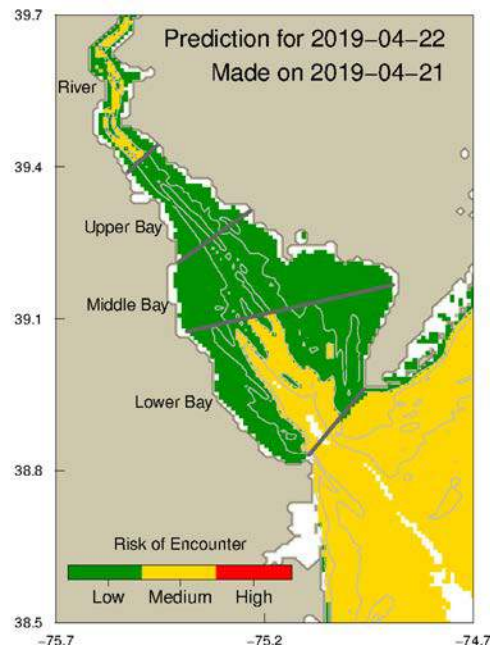 39.7
Prediction for 2019−04−22
Made on 2019−04−21
River
39.4
Upper Bay
Middle Bay
39.1
Lower Bay
38.8
Risk of Encounter
Low Medium High
38.5
−75.7 −75.2 −74.7